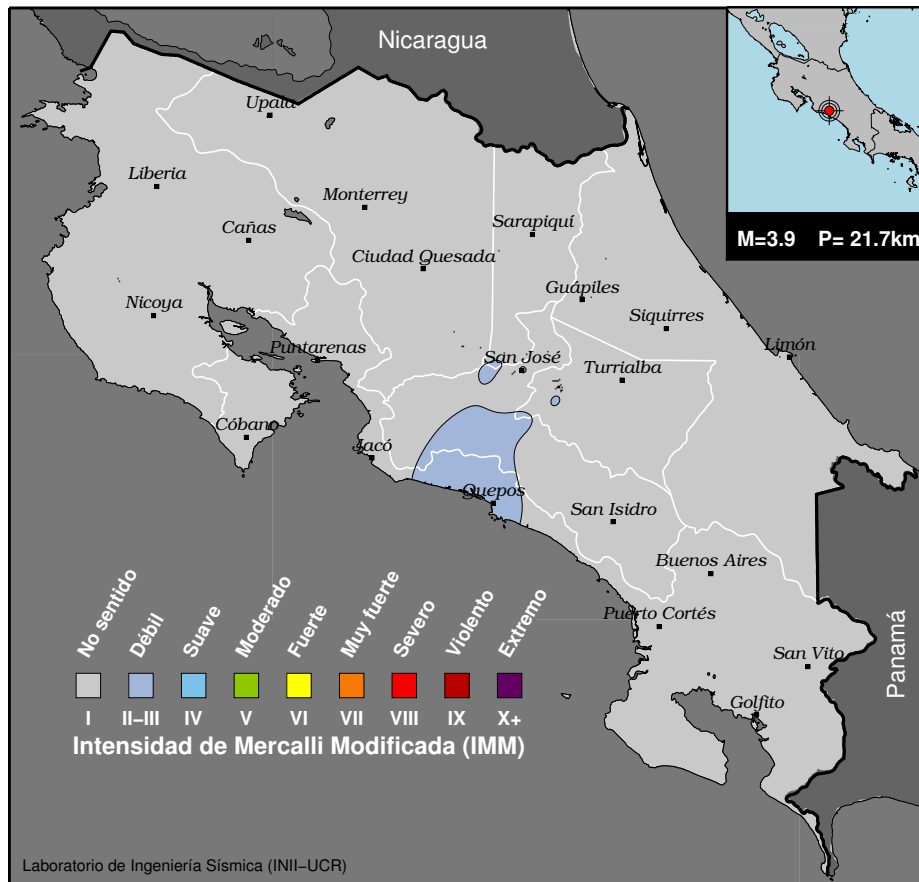 Nicaragua
M=3.9 P= 21.7km
Upala
Liberia
Monterrey
Cañas
Sarapiquí
Ciudad Quesada
Guápiles
Nicoya
Siquirres
Limón
Puntarenas
San José
Turrialba
Cóbano
Jacó
Quepos
San Isidro
Buenos Aires
Puerto Cortés
San Vito
Golfito
Panamá
No sentido
Débil
Suave
Moderado
Fuerte
Muy fuerte
Severo
Violento
Extremo
I II–III IV V VI VII VIII IX X+
Intensidad de Mercalli Modificada (IMM)
Laboratorio de Ingeniería Sísmica (INII–UCR)